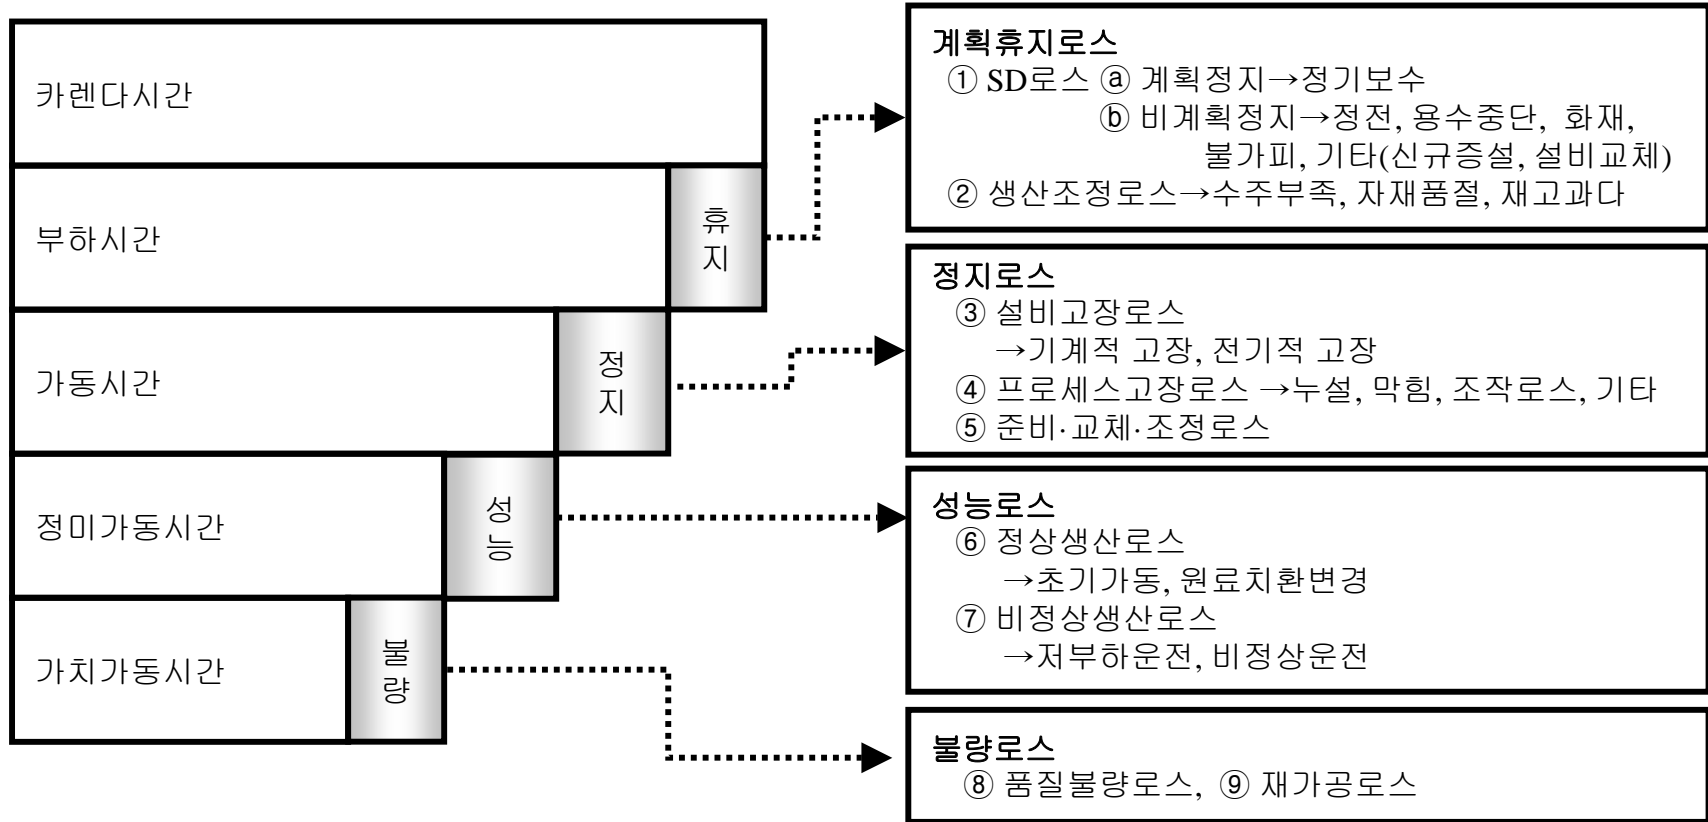 카렌다시간
부하시간
휴
지
가동시간
정
지
정미가동시간
성
능
가치가동시간
불
량
계획휴지로스
① SD로스 ⓐ 계획정지→정기보수
ⓑ 비계획정지→정전, 용수중단, 화재,
불가피, 기타(신규증설, 설비교체)
② 생산조정로스→수주부족, 자재품절, 재고과다
정지로스
③ 설비고장로스
→기계적 고장, 전기적 고장
④ 프로세스고장로스 →누설, 막힘, 조작로스, 기타
⑤ 준비·교체·조정로스
성능로스
⑥ 정상생산로스
→초기가동, 원료치환변경
⑦ 비정상생산로스
→저부하운전, 비정상운전
불량로스
⑧ 품질불량로스, ⑨ 재가공로스